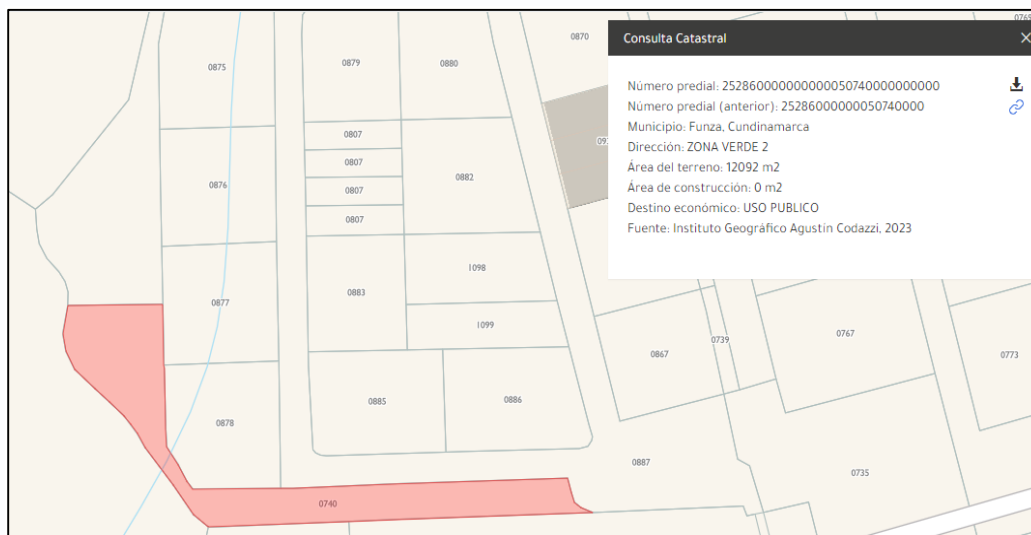 Consulta Catastral
Número predial: 252860000000000050740000000000
Número predial (anterior): 25286000000050740000
Municipio: Funza, Cundinamarca
Dirección: ZONA VERDE 2
Área del terreno: 12092 m2
Área de construcción: 0 m2
Destino económico: USO PUBLICO
Fuente: Instituto Geográfico Agustín Codazzi, 2023
0870
0875
0879
0880
0807
0807
0876
0882
0807
0807
1098
0877
0883
1099
0739
0767
0867
0773
0885
0886
0878
0887
0735
0740